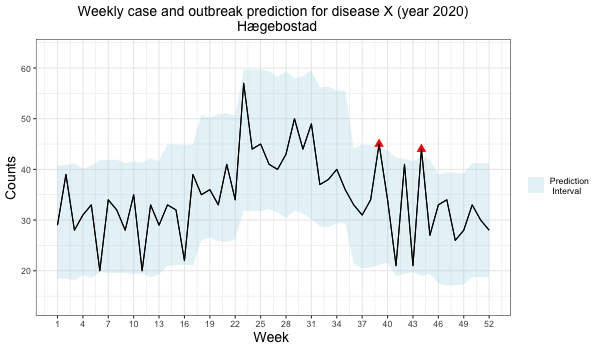 Weekly case and outbreak prediction for disease X (year 2020)
Hægebostad
Counts
60
50
40
30
20
1 4 7 10 13 16 19 22 25 28 31 34 37 40 43 46 49 52
Week
Prediction
Interval